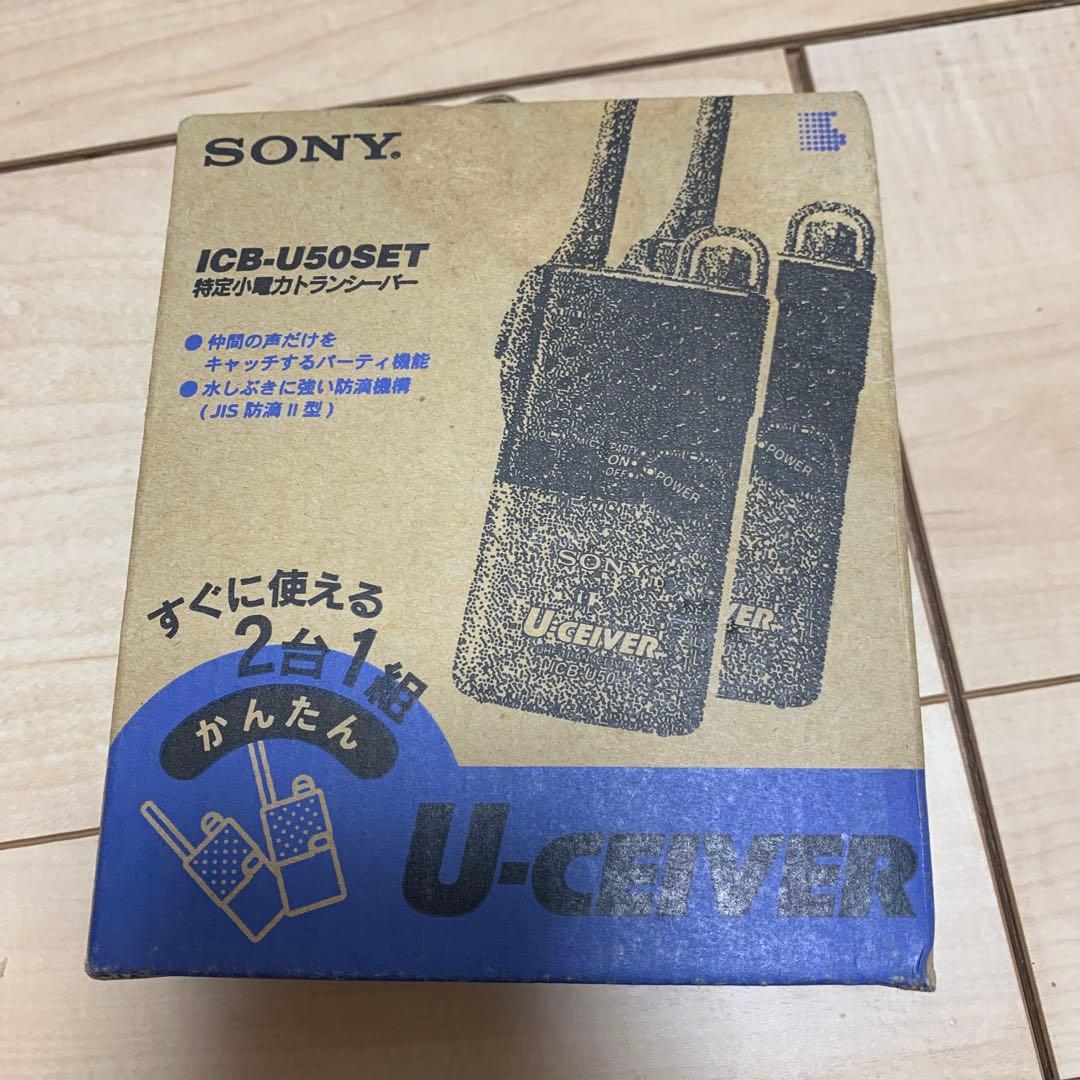 SONY®
ICB-U50SET
特定小電力トランシーバー
● 仲間の声だけを
キャッチするパーティ機能
● 水しぶきに強い防滴機構
(JIS 防滴 II 型)
PARTY
ON
OFF
POWER
POWER
SONY
U-CEIVER
ICB-U50
すぐに使える
2台1組
かんたん
U-CEIVER